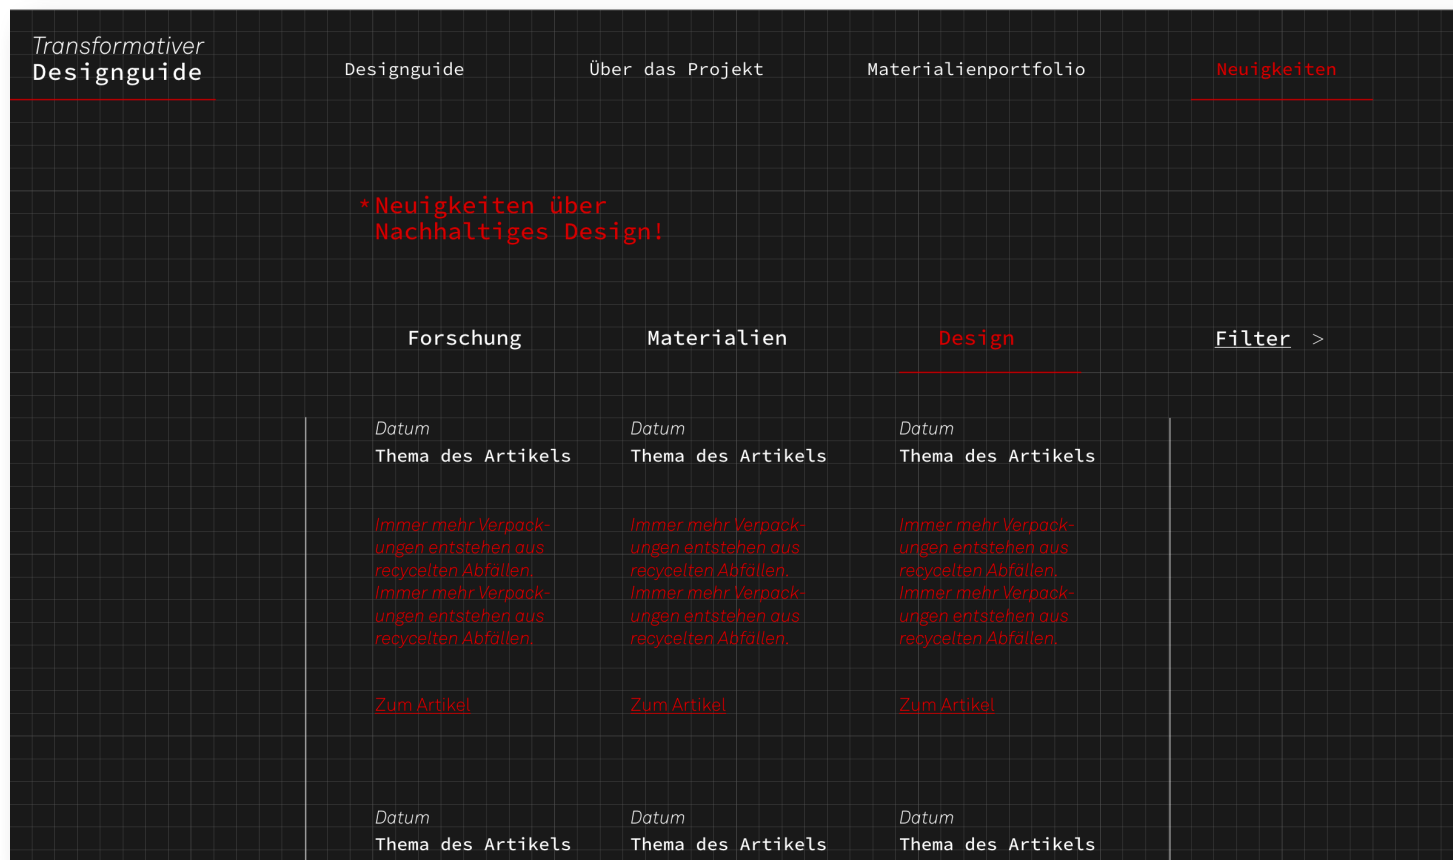 Transformativer
Designguide
Designguide
Über das Projekt
Materialienportfolio
Neuigkeiten
*Neuigkeiten über
Nachhaltiges Design!
Forschung
Materialien
Design
Filter >
Datum
Thema des Artikels
Immer mehr Verpack-
ungen entstehen aus
recycelten Abfällen.
Immer mehr Verpack-
ungen entstehen aus
recycelten Abfällen.
Zum Artikel
Datum
Thema des Artikels
Immer mehr Verpack-
ungen entstehen aus
recycelten Abfällen.
Immer mehr Verpack-
ungen entstehen aus
recycelten Abfällen.
Zum Artikel
Datum
Thema des Artikels
Immer mehr Verpack-
ungen entstehen aus
recycelten Abfällen.
Immer mehr Verpack-
ungen entstehen aus
recycelten Abfällen.
Zum Artikel
Datum
Thema des Artikels
Datum
Thema des Artikels
Datum
Thema des Artikels